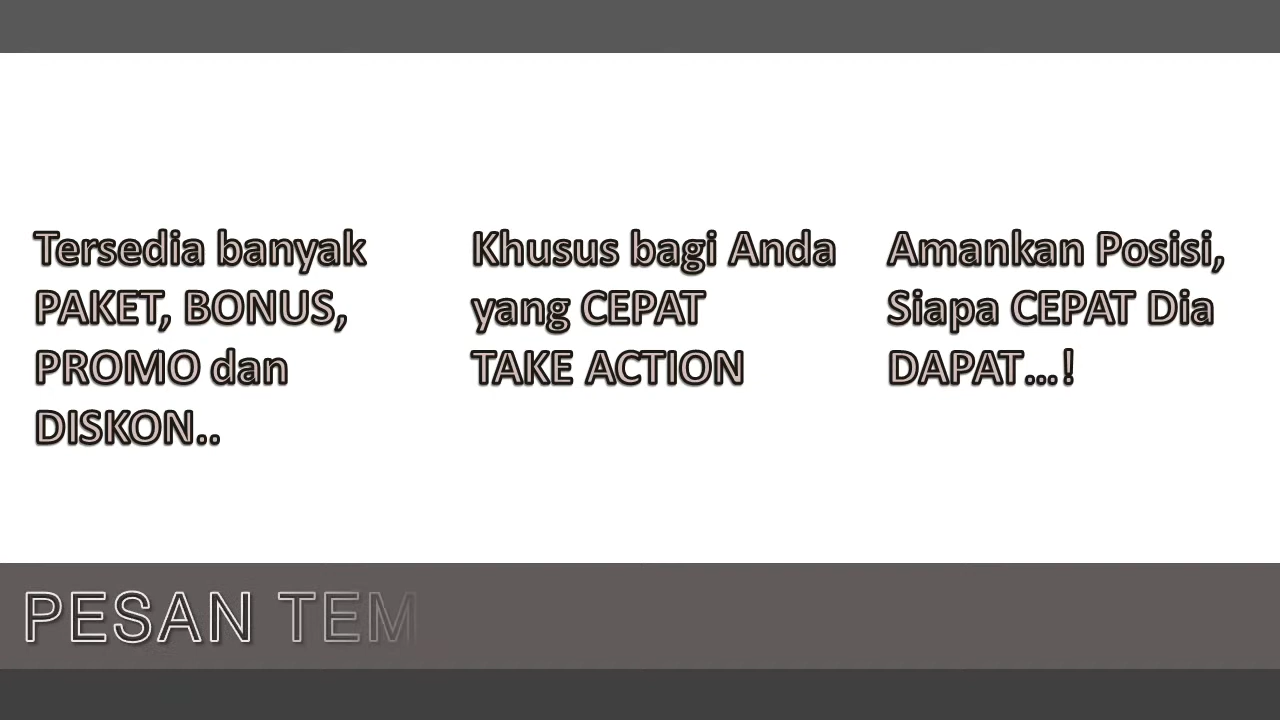 Tersedia banyak
PAKET, BONUS,
PROMO dan
DISKON..
Khusus bagi Anda
yang CEPAT
TAKE ACTION
Amankan Posisi,
Siapa CEPAT Dia
DAPAT...!
PESAN TEM